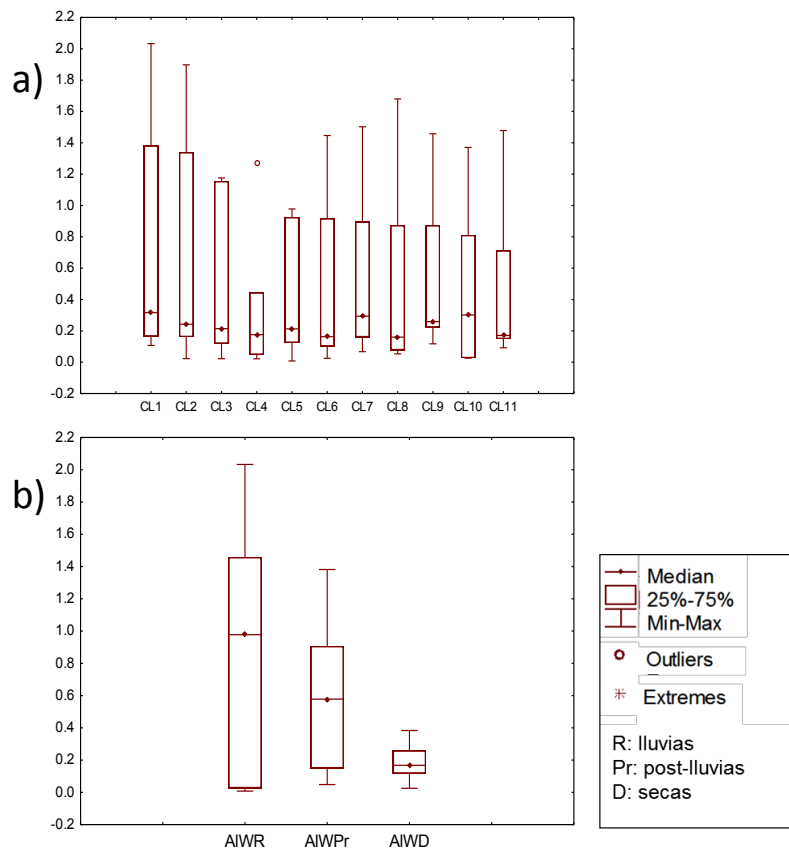 a)
2.2
2.0
1.8
1.6
1.4
1.2
1.0
0.8
0.6
0.4
0.2
0.0
-0.2
CL1 CL2 CL3 CL4 CL5 CL6 CL7 CL8 CL9 CL10 CL11
b)
2.2
2.0
1.8
1.6
1.4
1.2
1.0
0.8
0.6
0.4
0.2
0.0
-0.2
AIWR AIWPr AIWD
Median
25%-75%
Min-Max
Outliers
Extremes
R: lluvias
Pr: post-lluvias
D: secas